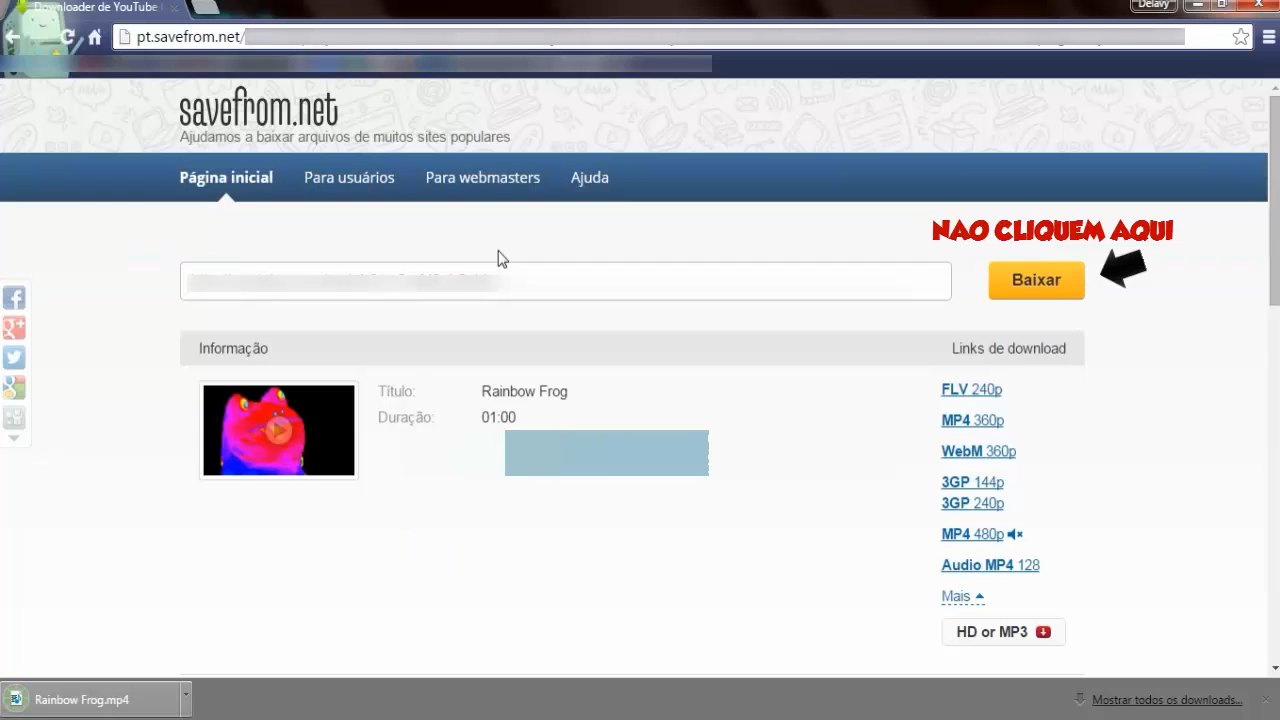 Downloader de YouTube
Delavy
pt.savefrom.net/
savefrom.net
Ajudamos a baixar arquivos de muitos sites populares
Página inicial Para usuários Para webmasters Ajuda
NAO CLIQUEM AQUI
Baixar
Informação Links de download
Título: Rainbow Frog
Duração: 01:00
FLV 240p
MP4 360p
WebM 360p
3GP 144p
3GP 240p
MP4 480p
Audio MP4 128
Mais
HD or MP3
Rainbow Frog.mp4
Mostrar todos os downloads...